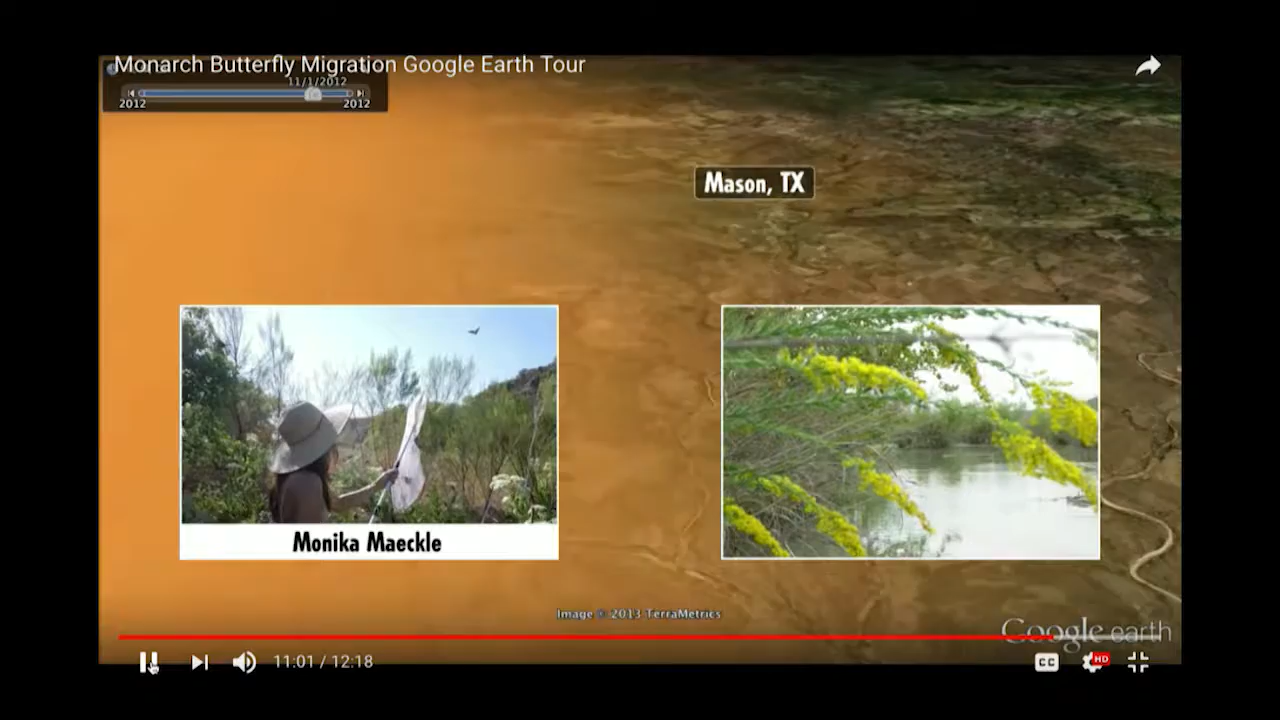 Monarch Butterfly Migration Google Earth Tour
11/1/2012
2012 2012
Mason, TX
Monika Maeckle
Image © 2013 TerraMetrics
Google earth
11:01 / 12:18
CC
HD